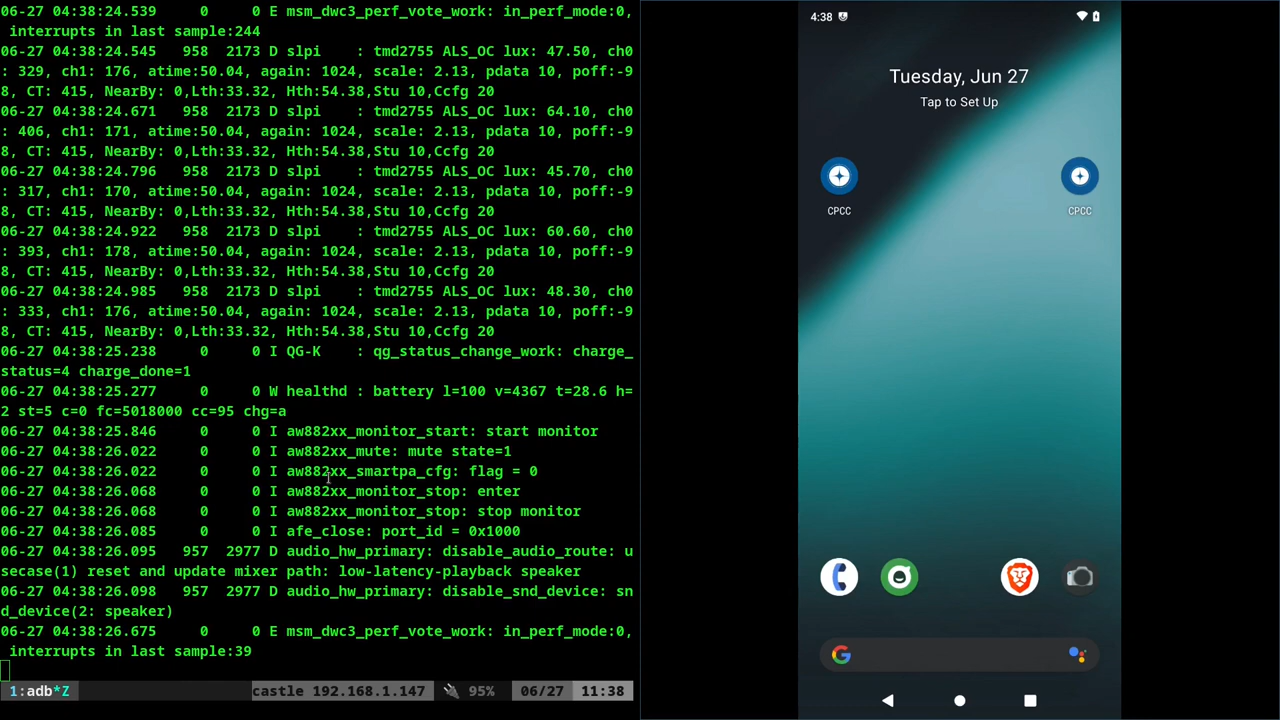 06-27 04:38:24.539     0     0 E msm_dwc3_perf_vote_work: in_perf_mode:0,
 interrupts in last sample:244
06-27 04:38:24.545   958  2173 D slpi    : tmd2755 ALS_OC lux: 47.50, ch0
: 329, ch1: 176, atime:50.04, again: 1024, scale: 2.13, pdata 10, poff:-9
8, CT: 415, NearBy: 0,Lth:33.32, Hth:54.38,Stu 10,Ccfg 20
06-27 04:38:24.671   958  2173 D slpi    : tmd2755 ALS_OC lux: 64.10, ch0
: 406, ch1: 171, atime:50.04, again: 1024, scale: 2.13, pdata 10, poff:-9
8, CT: 415, NearBy: 0,Lth:33.32, Hth:54.38,Stu 10,Ccfg 20
06-27 04:38:24.796   958  2173 D slpi    : tmd2755 ALS_OC lux: 45.70, ch0
: 317, ch1: 170, atime:50.04, again: 1024, scale: 2.13, pdata 10, poff:-9
8, CT: 415, NearBy: 0,Lth:33.32, Hth:54.38,Stu 10,Ccfg 20
06-27 04:38:24.922   958  2173 D slpi    : tmd2755 ALS_OC lux: 60.60, ch0
: 393, ch1: 178, atime:50.04, again: 1024, scale: 2.13, pdata 10, poff:-9
8, CT: 415, NearBy: 0,Lth:33.32, Hth:54.38,Stu 10,Ccfg 20
06-27 04:38:24.985   958  2173 D slpi    : tmd2755 ALS_OC lux: 48.30, ch0
: 333, ch1: 176, atime:50.04, again: 1024, scale: 2.13, pdata 10, poff:-9
8, CT: 415, NearBy: 0,Lth:33.32, Hth:54.38,Stu 10,Ccfg 20
06-27 04:38:25.238     0     0 I QG-K    : qg_status_change_work: charge_
status=4 charge_done=1
06-27 04:38:25.277     0     0 W healthd : battery l=100 v=4367 t=28.6 h=
2 st=5 c=0 fc=5018000 cc=95 chg=a
06-27 04:38:25.846     0     0 I aw882xx_monitor_start: start monitor
06-27 04:38:26.022     0     0 I aw882xx_mute: mute state=1
06-27 04:38:26.022     0     0 I aw882xx_smartpa_cfg: flag = 0
06-27 04:38:26.068     0     0 I aw882xx_monitor_stop: enter
06-27 04:38:26.068     0     0 I aw882xx_monitor_stop: stop monitor
06-27 04:38:26.085     0     0 I afe_close: port_id = 0x1000
06-27 04:38:26.095   957  2977 D audio_hw_primary: disable_audio_route: u
secase(1) reset and update mixer path: low-latency-playback speaker
06-27 04:38:26.098   957  2977 D audio_hw_primary: disable_snd_device: sn
d_device(2: speaker)
06-27 04:38:26.675     0     0 E msm_dwc3_perf_vote_work: in_perf_mode:0,
 interrupts in last sample:39
1:adb*Z castle 192.168.1.147 95% 06/27 11:38
4:38
Tuesday, Jun 27
Tap to Set Up
CPCC CPCC